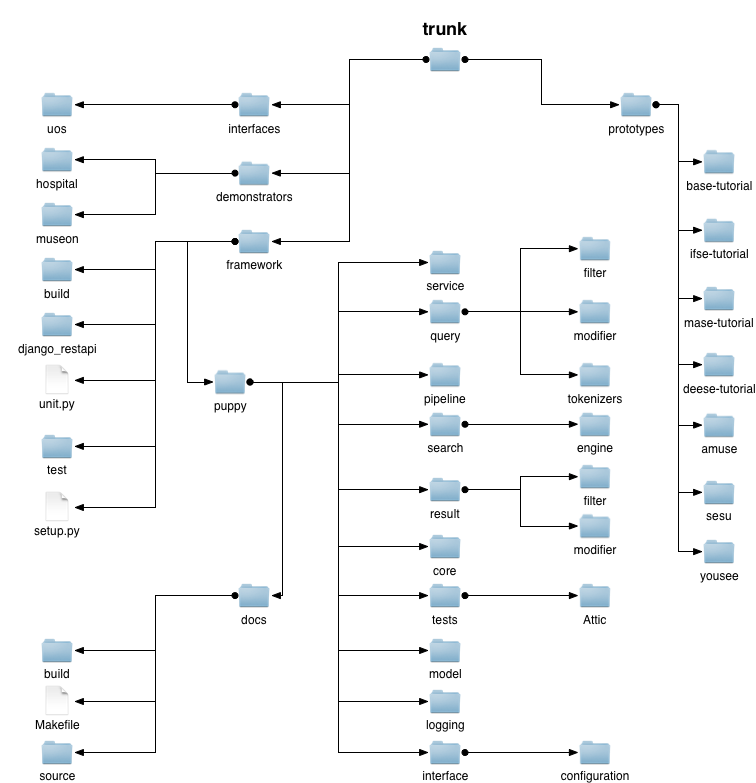 trunk
uos
interfaces
prototypes
hospital
demonstrators
base-tutorial
museon
ifse-tutorial
framework
build
service
filter
django_restapi
query
modifier
mase-tutorial
unit.py
puppy
pipeline
tokenizers
deese-tutorial
test
search
engine
amuse
setup.py
result
filter
sesu
core
modifier
yousee
docs
tests
Attic
build
model
Makefile
logging
source
interface
configuration